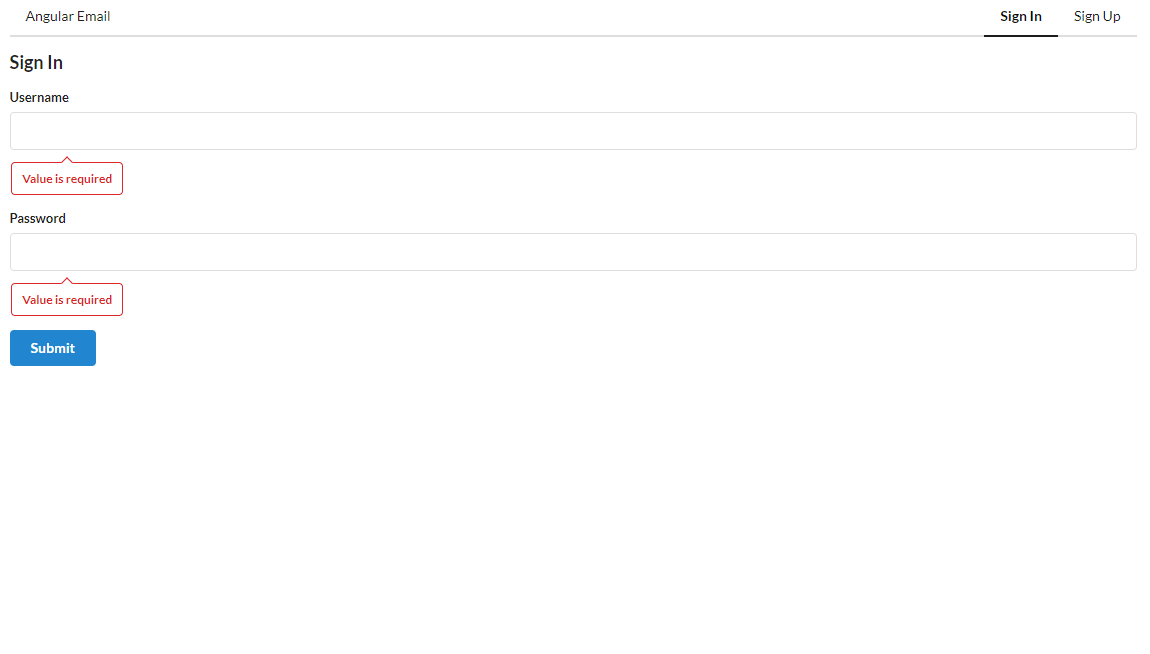 Angular Email Sign In Sign Up
Sign In
Username
Value is required
Password
Value is required
Submit